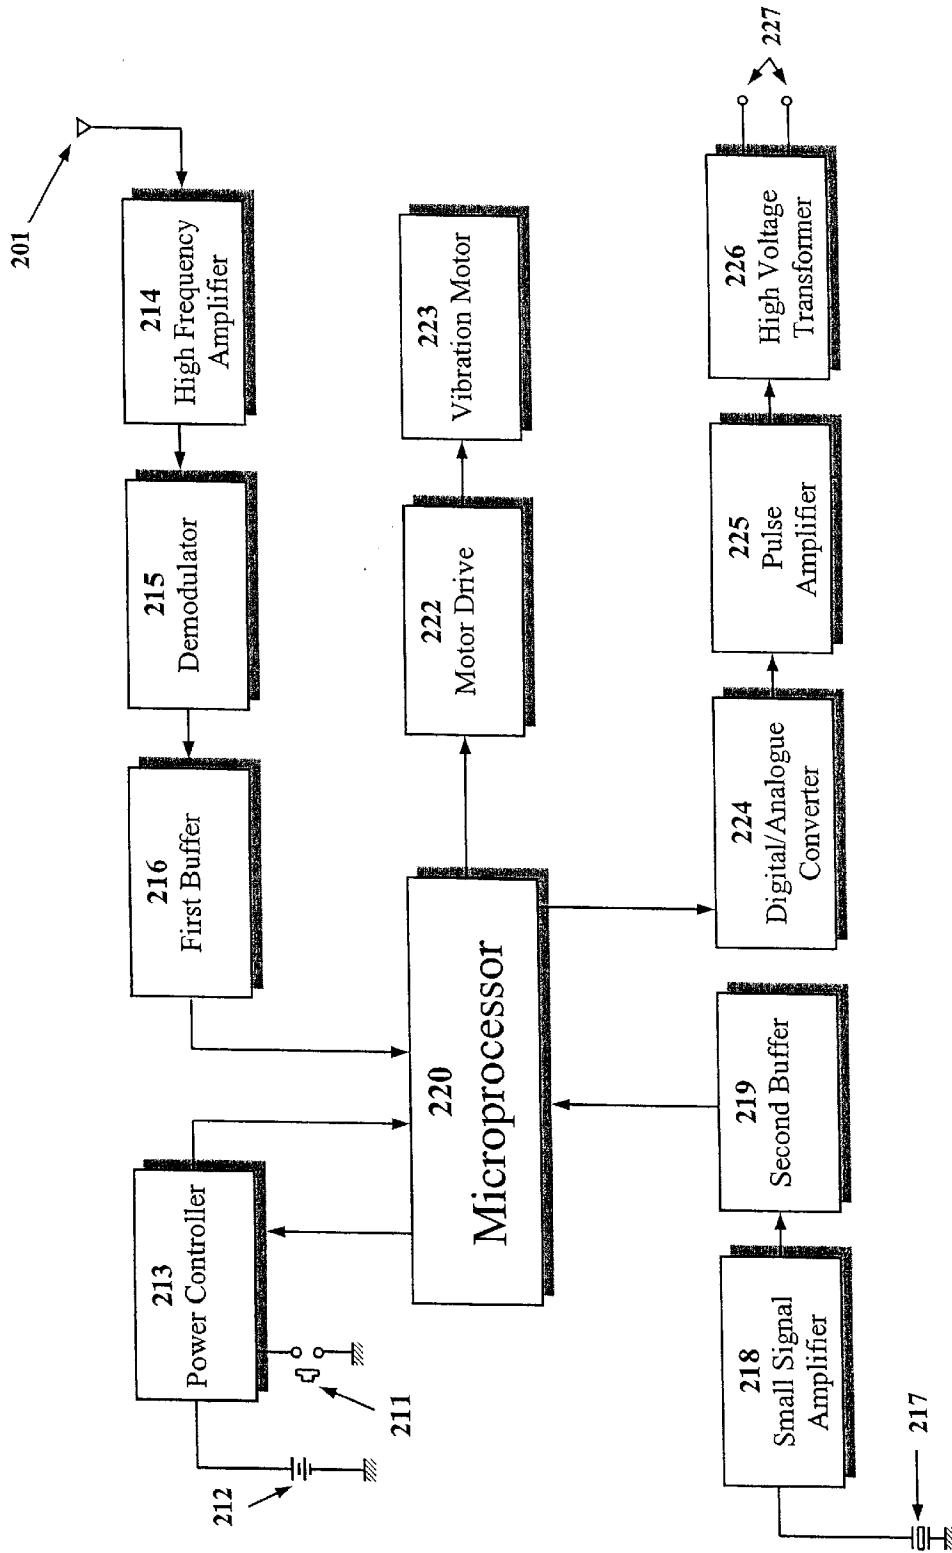 201
214
High Frequency
Amplifier
215
Demodulator
216
First Buffer
213
Power Controller
212
211
223
Vibration Motor
222
Motor Drive
220
Microprocessor
227
226
High Voltage
Transformer
225
Pulse
Amplifier
224
Digital/Analogue
Converter
219
Second Buffer
218
Small Signal
Amplifier
217